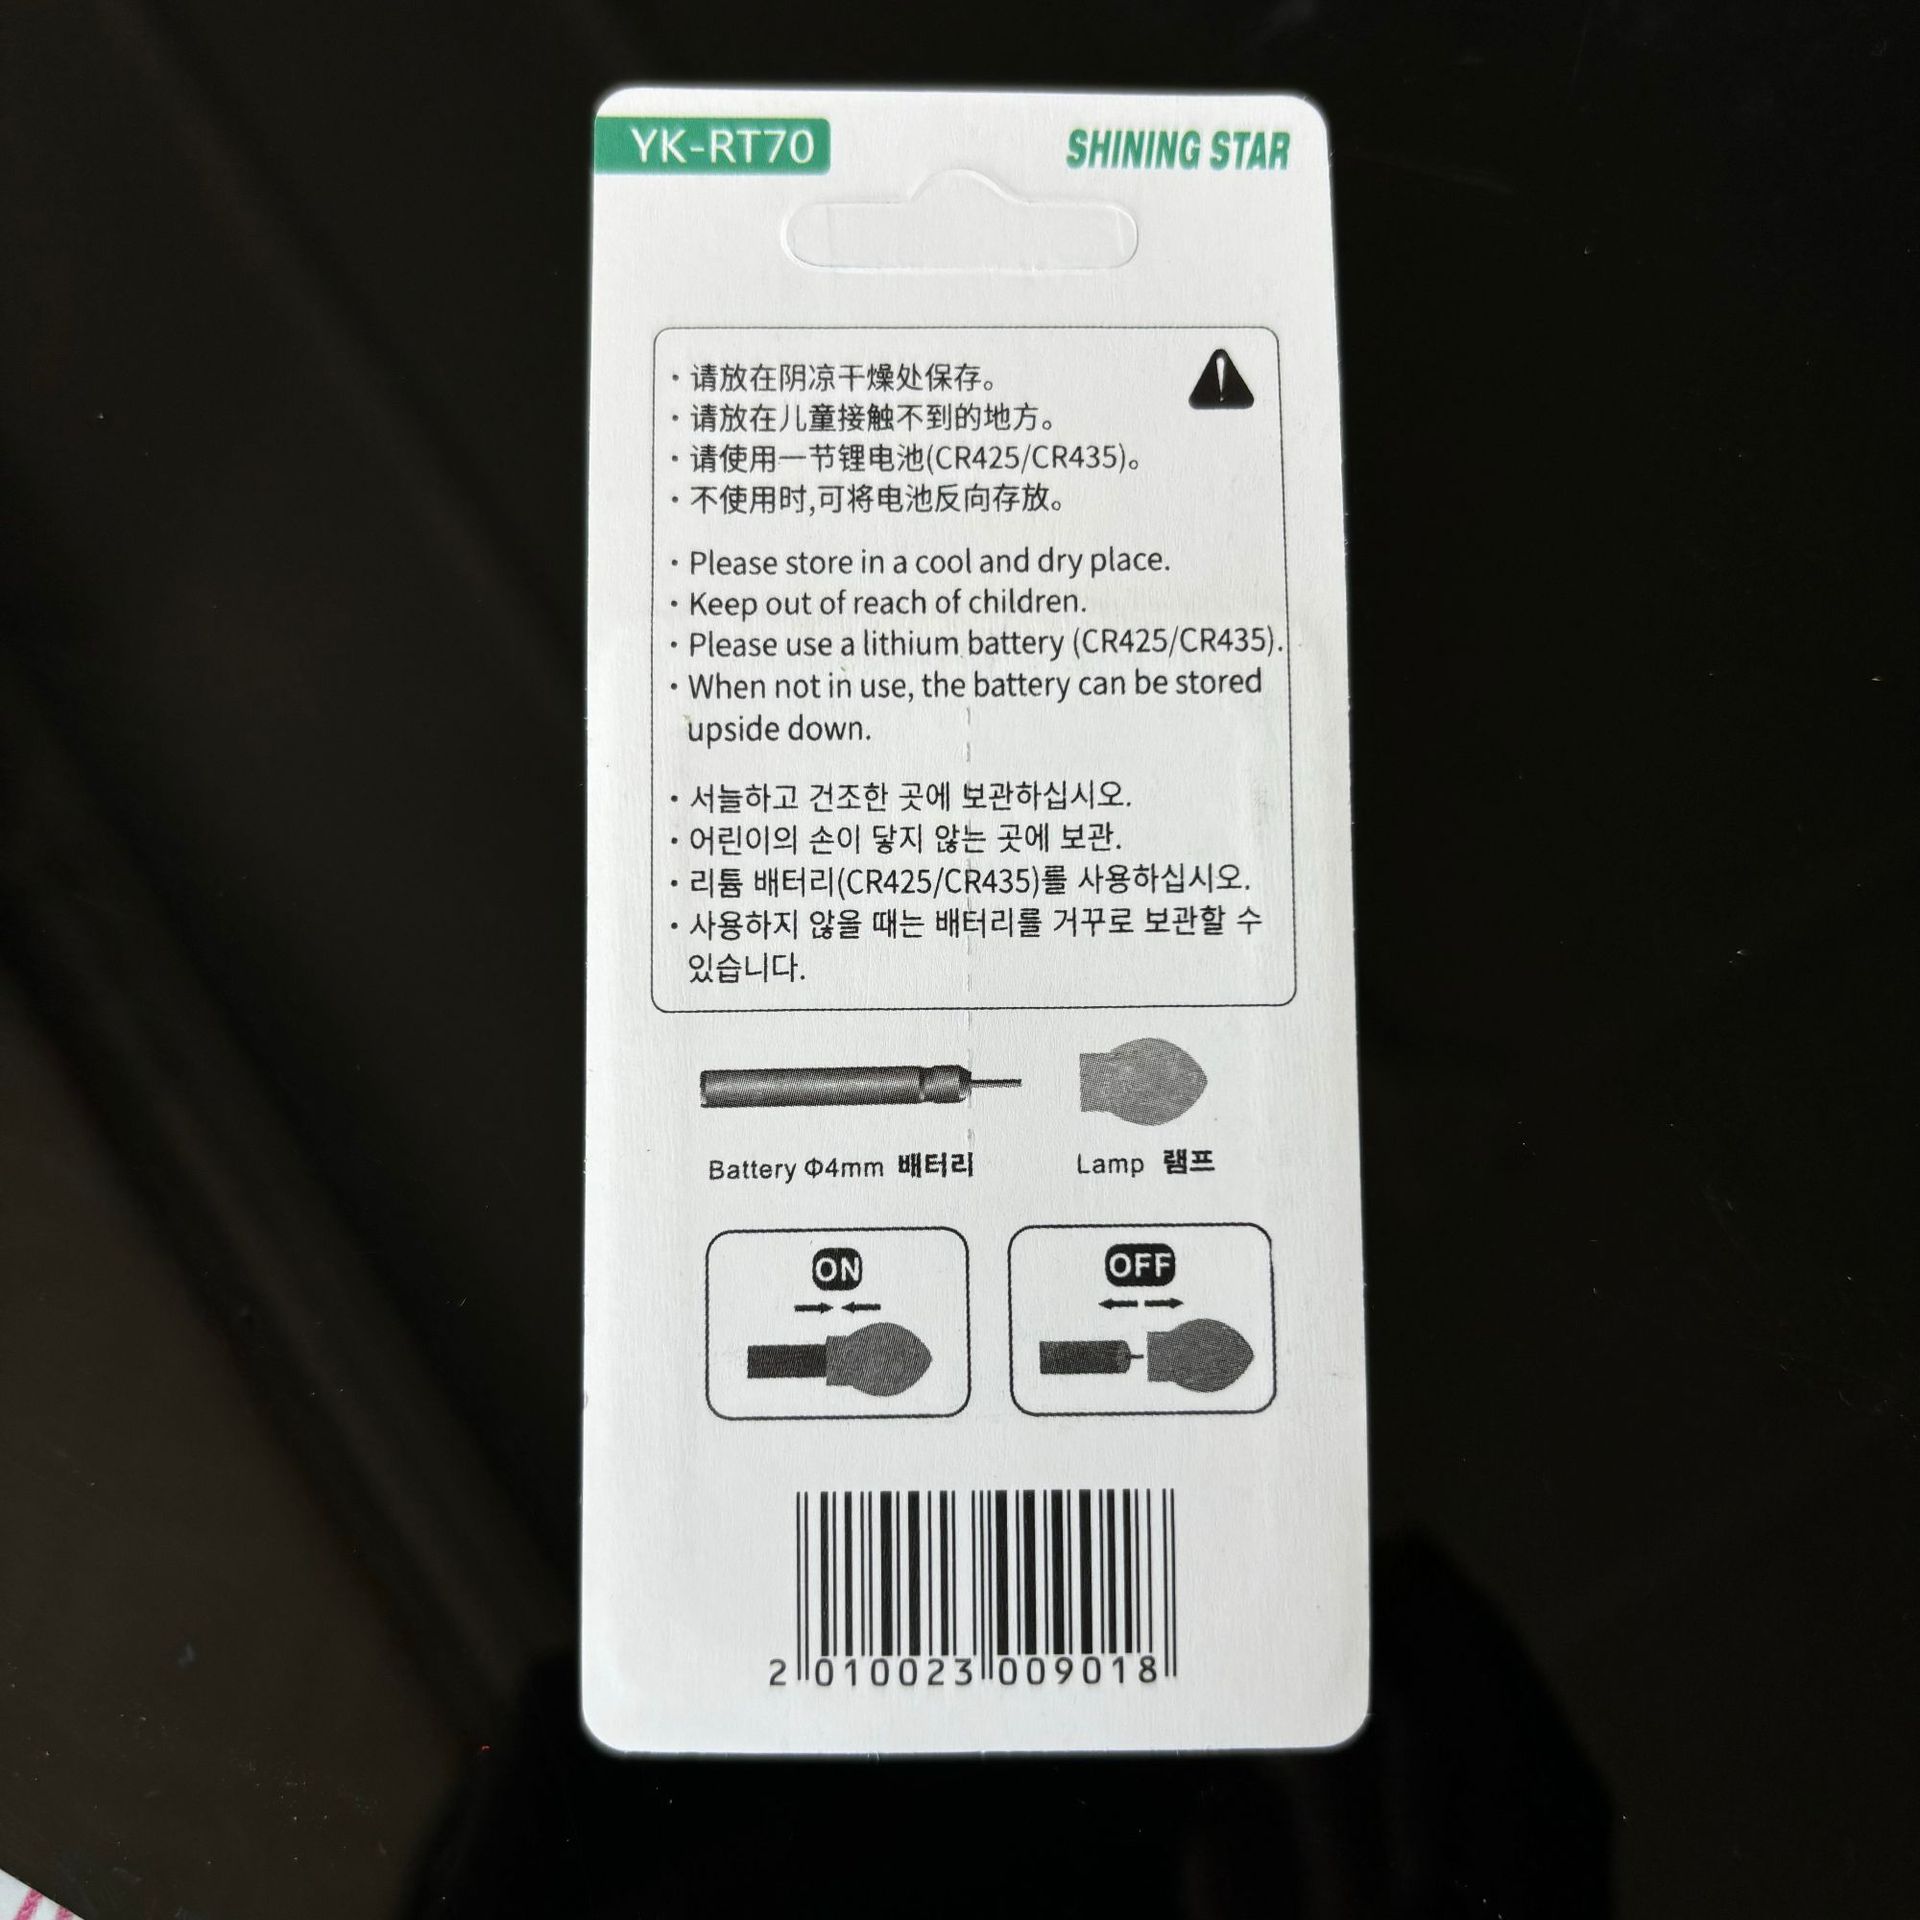 YK-RT70
SHINING STAR
·请放在阴凉干燥处保存。
·请放在儿童接触不到的地方。
·请使用一节锂电池(CR425/CR435)。
·不使用时,可将电池反向存放。
·Please store in a cool and dry place.
·Keep out of reach of children.
·Please use a lithium battery (CR425/CR435).
·When not in use, the battery can be stored
upside down.
·서늘하고 건조한 곳에 보관하십시오.
·어린이의 손이 닿지 않는 곳에 보관.
·리튬 배터리(CR425/CR435)를 사용하십시오.
·사용하지 않을 때는 배터리를 거꾸로 보관할 수
있습니다.
Battery Φ4mm 배터리
Lamp 램프
ON
OFF
2 010023 009018